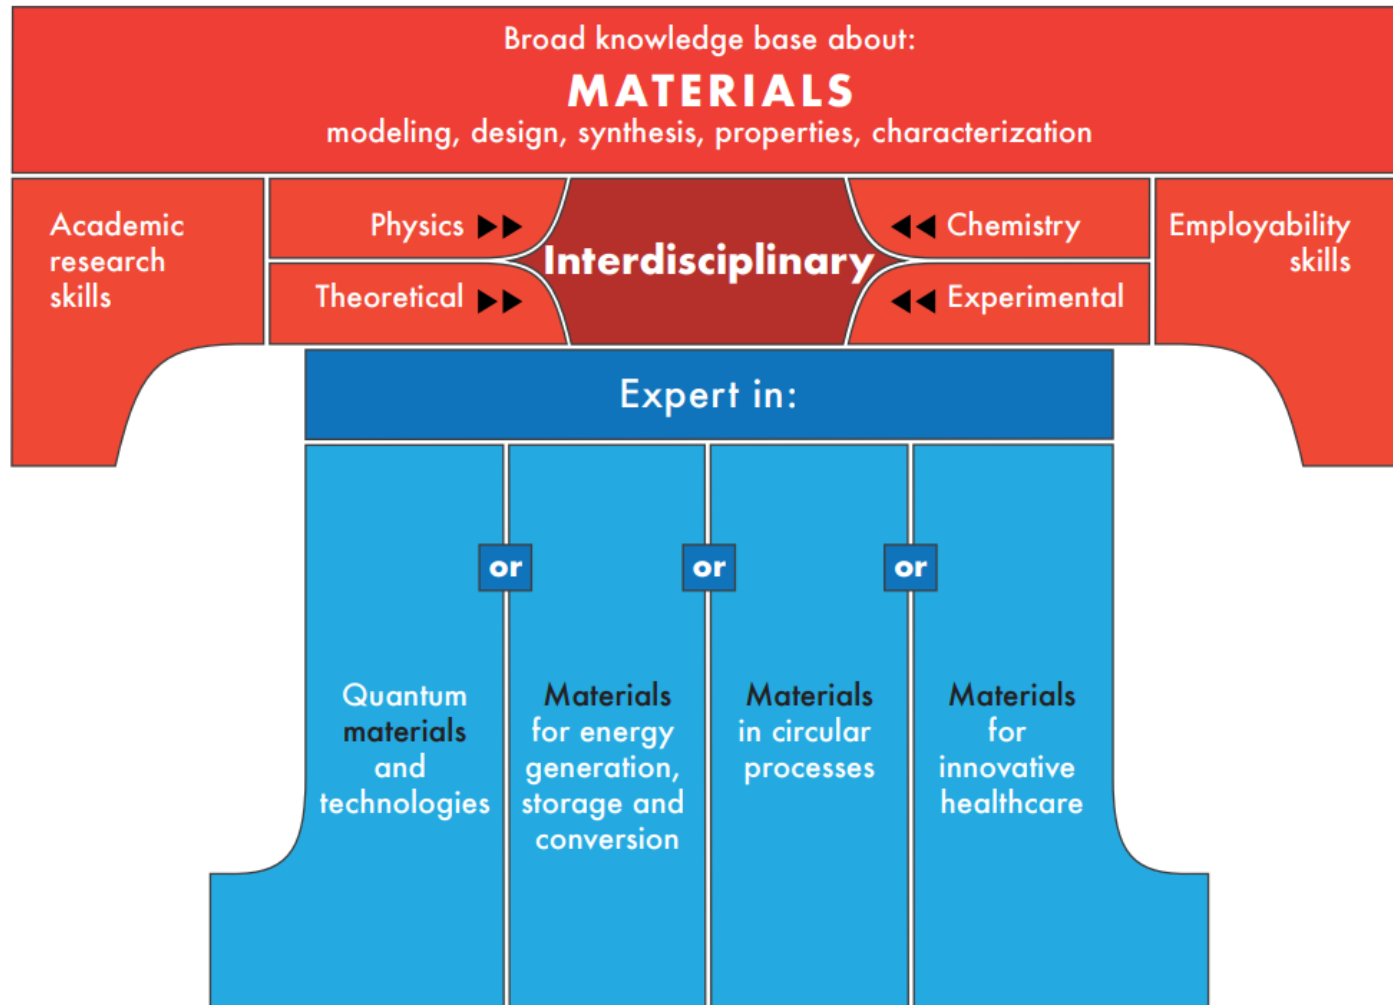 Broad knowledge base about:
MATERIALS
modeling, design, synthesis, properties, characterization
Academic
research
skills
Physics
Theoretical
Interdisciplinary
Chemistry
Experimental
Employability
skills
Expert in:
or
or
or
Quantum
materials
and
technologies
Materials
for energy
generation,
storage and
conversion
Materials
in circular
processes
Materials
for
innovative
healthcare